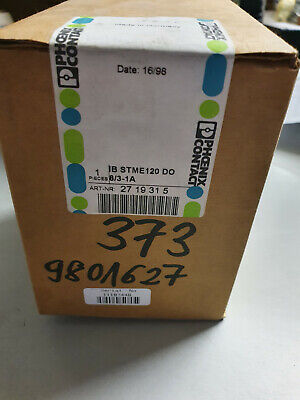 PHOENIX
CONTACT
Date: 16/98
1 IB STME120 DO
PIECES 8/3-1A
ART-NR. 27 19 31 5
PHOENIX
CONTACT
373
9801627